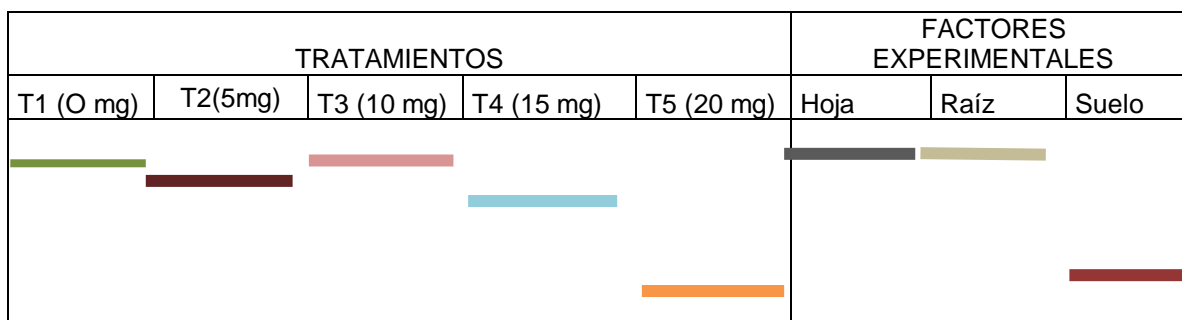 TRATAMIENTOS
FACTORES
EXPERIMENTALES
T1 (O mg)
T2(5mg)
T3 (10 mg)
T4 (15 mg)
T5 (20 mg)
Hoja
Raíz
Suelo